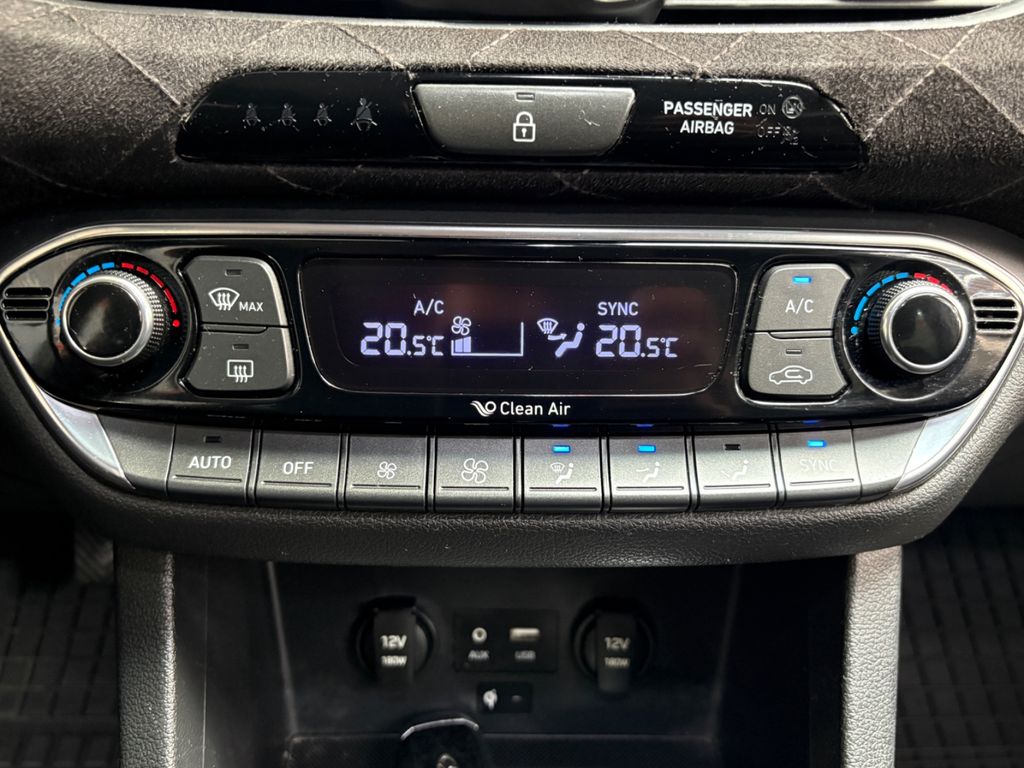 PASSENGER ON
AIRBAG OFF
MAX
A/C
SYNC
20.5°C
20.5°C
A/C
Clean Air
AUTO
OFF
SYNC
12V
180W
AUX
USB
12V
180W